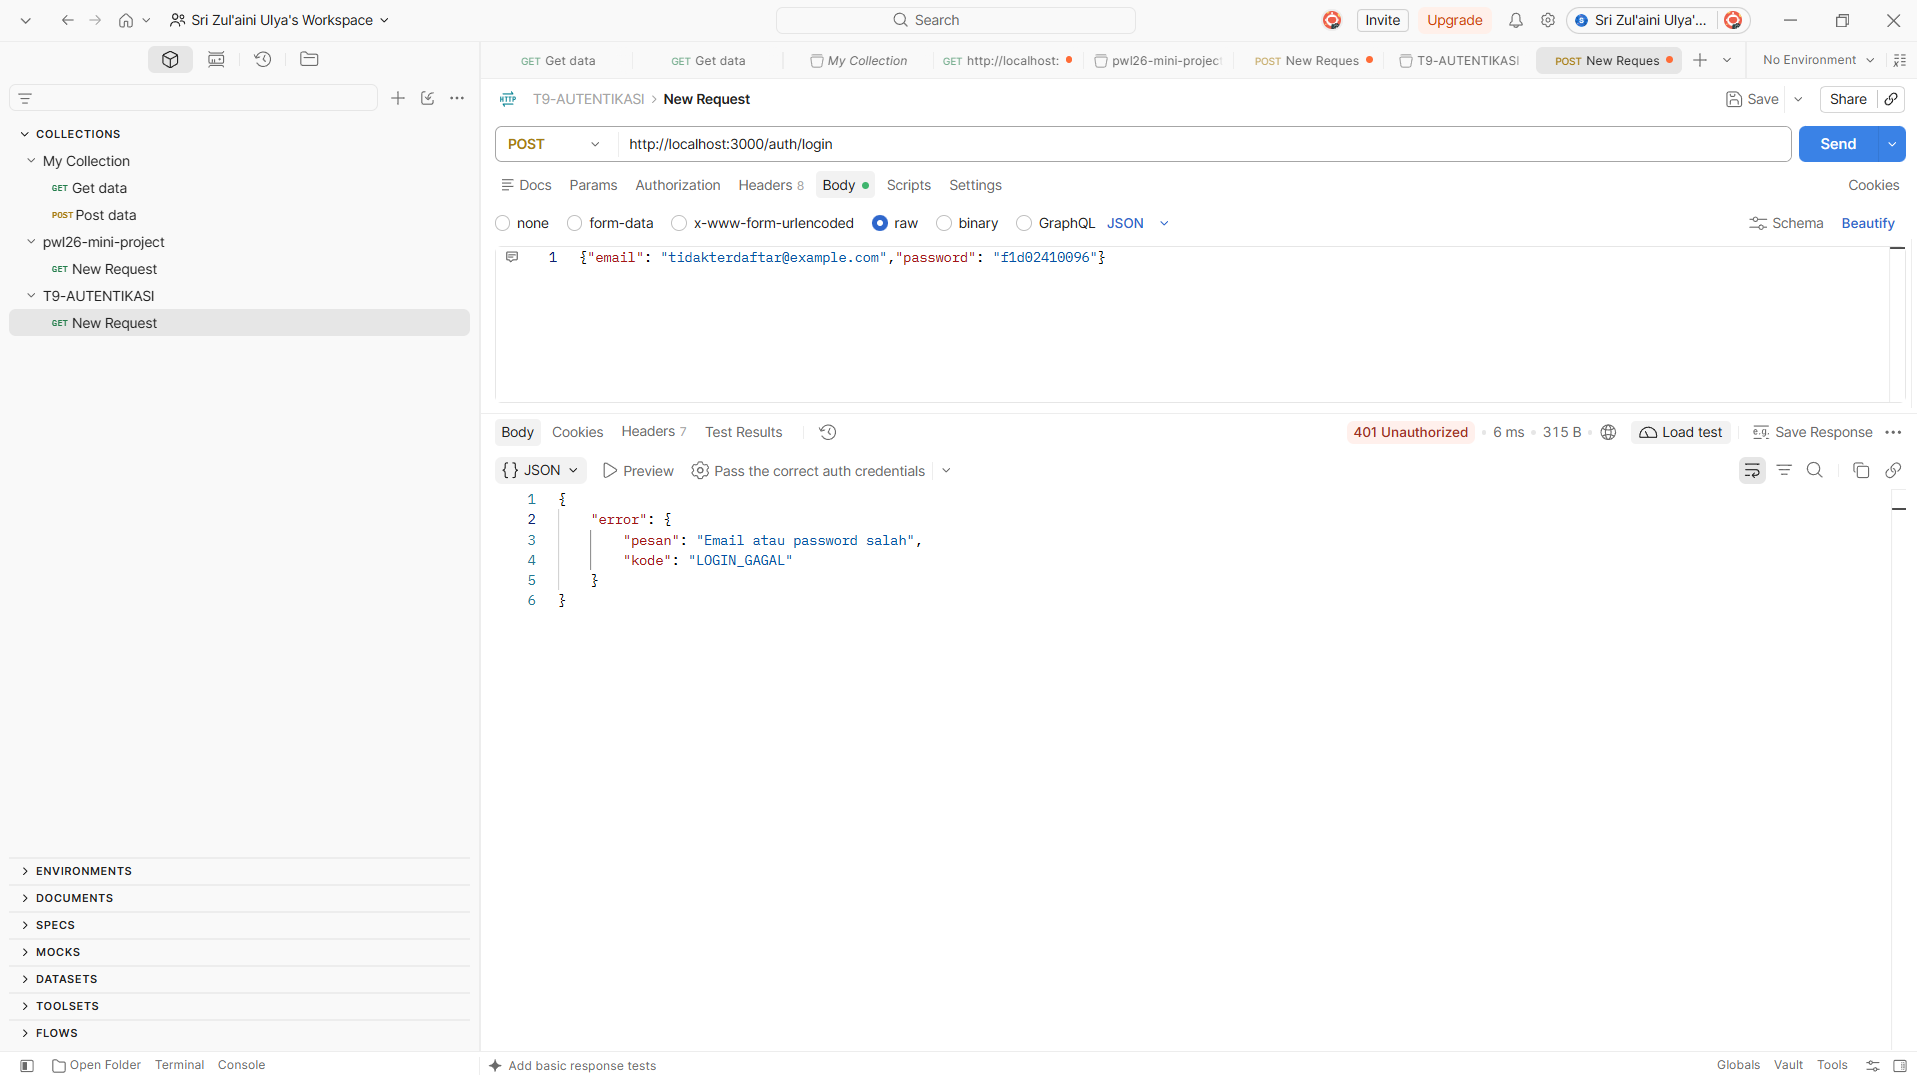 Sri Zul'aini Ulya's Workspace
Search
Invite
Upgrade
Sri Zul'aini Ulya'...
GET Get data
GET Get data
My Collection
GET http://localhost:
pwl26-mini-project
POST New Reques
T9-AUTENTIKASI
POST New Reques
No Environment
HTTP T9-AUTENTIKASI > New Request
Save
Share
COLLECTIONS
My Collection
GET Get data
POST Post data
pwl26-mini-project
GET New Request
T9-AUTENTIKASI
GET New Request
POST http://localhost:3000/auth/login
Send
Docs Params Authorization Headers 8 Body Scripts Settings
Cookies
none form-data x-www-form-urlencoded raw binary GraphQL JSON
Schema Beautify
1 {"email": "tidakterdaftar@example.com","password": "f1d02410096"}
Body Cookies Headers 7 Test Results
401 Unauthorized 6 ms 315 B
Load test
e.g. Save Response
{} JSON Preview Pass the correct auth credentials
1 {
2 "error": {
3 "pesan": "Email atau password salah",
4 "kode": "LOGIN_GAGAL"
5 }
6 }
ENVIRONMENTS
DOCUMENTS
SPECS
MOCKS
DATASETS
TOOLSETS
FLOWS
Open Folder Terminal Console
Add basic response tests
Globals Vault Tools